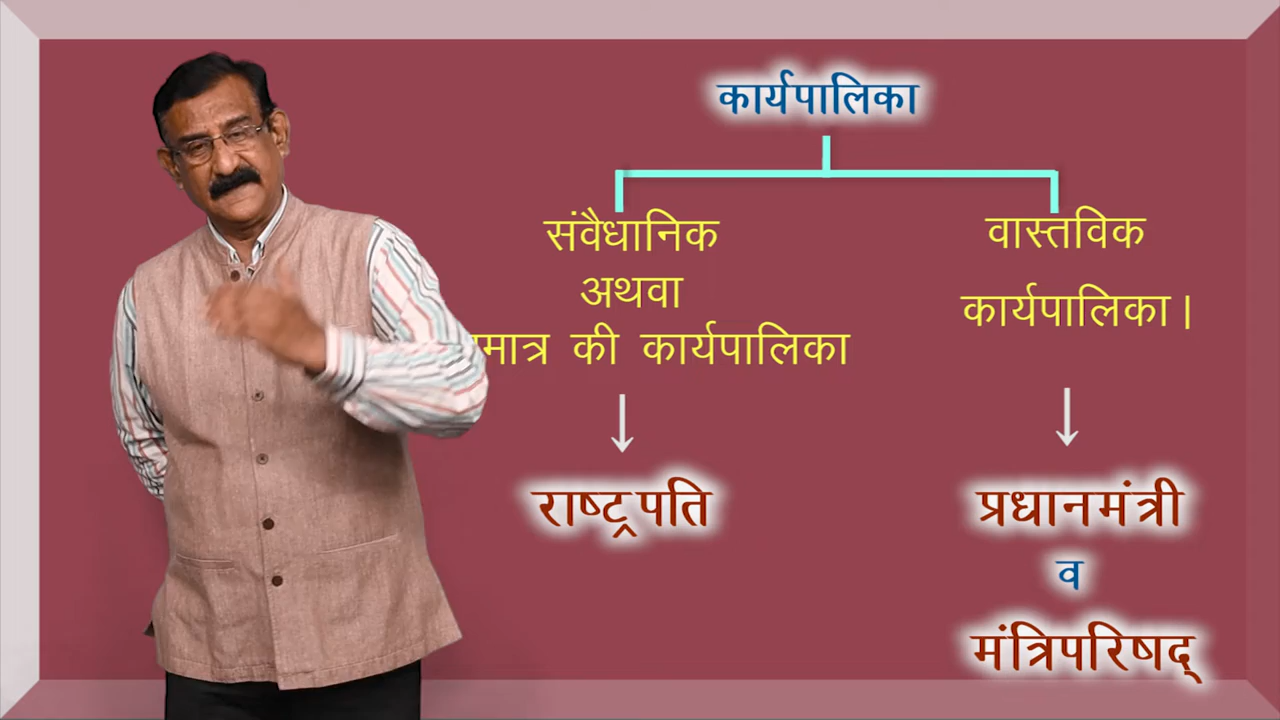 कार्यपालिका
संवैधानिक
अथवा
की कार्यपालिका
वास्तविक
कार्यपालिका।
राष्ट्रपति
प्रधानमंत्री
व
मंत्रिपरिषद्